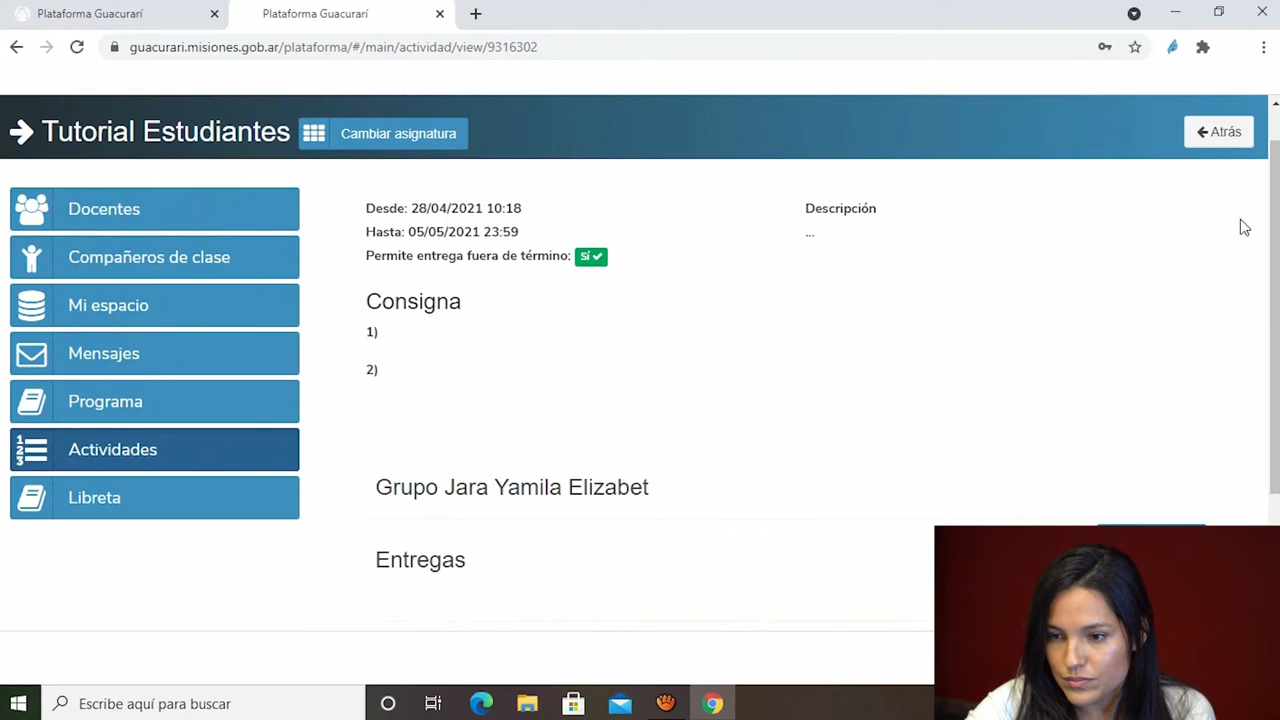 Plataforma Guacurarí
Plataforma Guacurarí
guacurari.misiones.gob.ar/plataforma/#/main/actividad/view/9316302
Tutorial Estudiantes
Cambiar asignatura
Atrás
Docentes
Compañeros de clase
Mi espacio
Mensajes
Programa
Actividades
Libreta
Desde: 28/04/2021 10:18
Hasta: 05/05/2021 23:59
Permite entrega fuera de término: Sí
Descripción
...
Consigna
1)
2)
Grupo Jara Yamila Elizabet
Entregas
Escribe aquí para buscar